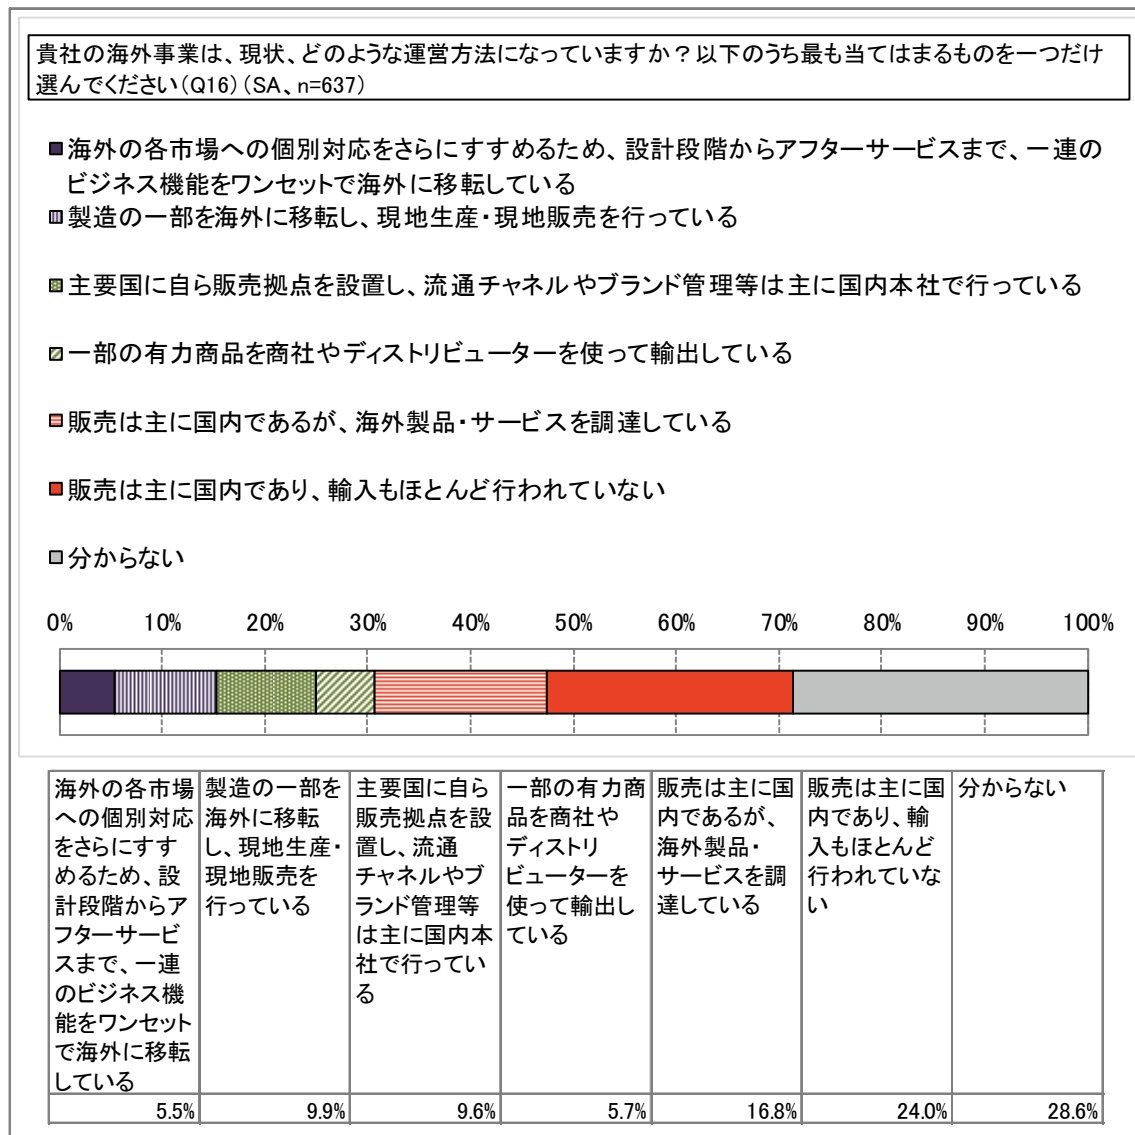 貴社の海外事業は、現状、どのような運営方法になっていますか？以下のうち最も当てはまるものを一つだけ
選んでください（Q16）（SA、n=637）
海外の各市場への個別対応をさらにすすめるため、設計段階からアフターサービスまで、一連の
ビジネス機能をワンセットで海外に移転している
製造の一部を海外に移転し、現地生産・現地販売を行っている
主要国に自ら販売拠点を設置し、流通チャネルやブランド管理等は主に国内本社で行っている
一部の有力商品を商社やディストリビューターを使って輸出している
販売は主に国内であるが、海外製品・サービスを調達している
販売は主に国内であり、輸入もほとんど行われていない
分からない
0% 10% 20% 30% 40% 50% 60% 70% 80% 90% 100%
海外の各市場
への個別対応
をさらにすす
めるため、設
計段階からア
フターサービ
スまで、一連
のビジネス機
能をワンセット
で海外に移転
している
製造の一部を
海外に移転
し、現地生産・
現地販売を
行っている
主要国に自ら
販売拠点を設
置し、流通
チャネルやブ
ランド管理等
は主に国内本
社で行ってい
る
一部の有力商
品を商社や
ディストリ
ビューターを
使って輸出し
ている
販売は主に国
内であるが、
海外製品・
サービスを調
達している
販売は主に国
内であり、輸
入もほとんど
行われていな
い
分からない
5.5% 9.9% 9.6% 5.7% 16.8% 24.0% 28.6%